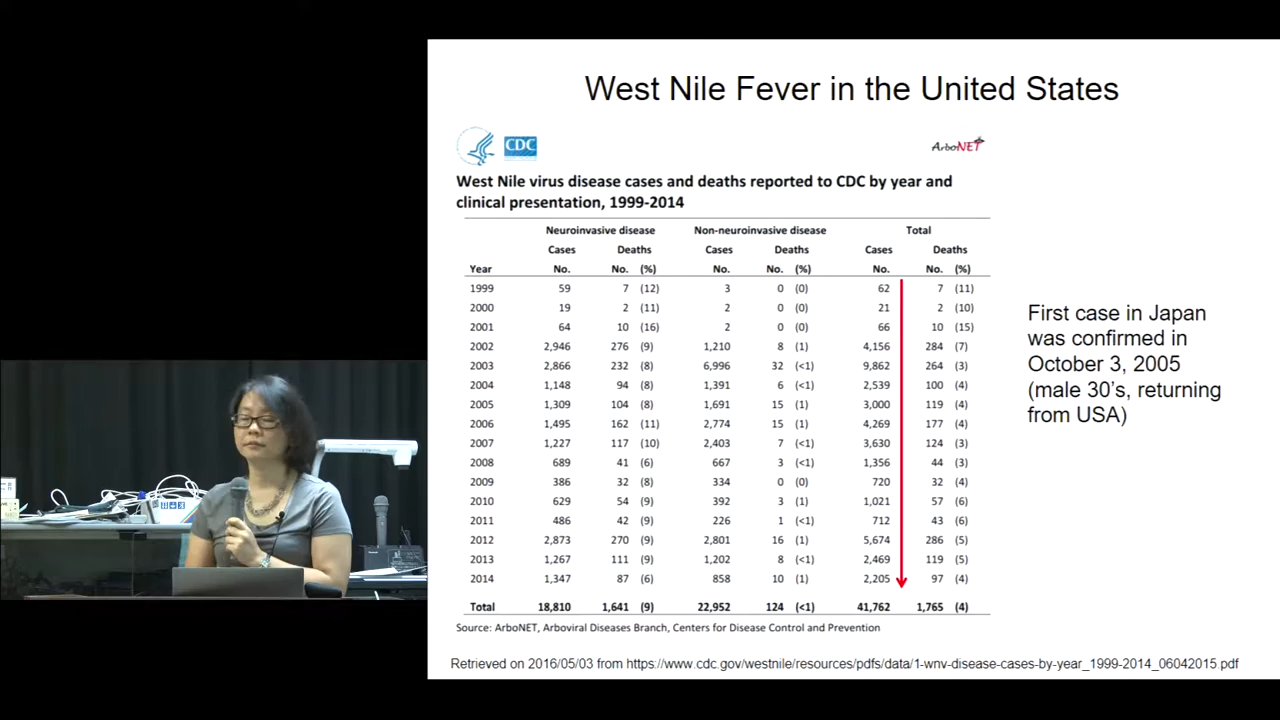 West Nile Fever in the United States
CDC
ArboNET
West Nile virus disease cases and deaths reported to CDC by year and
clinical presentation, 1999-2014
Neuroinvasive disease Non-neuroinvasive disease Total
Cases Deaths Cases Deaths Cases Deaths
Year No. No. (%) No. No. (%) No. No. (%)
1999 59 7 (12) 3 0 (0) 62 7 (11)
2000 19 2 (11) 2 0 (0) 21 2 (10)
2001 64 10 (16) 2 0 (0) 66 10 (15)
2002 2,946 276 (9) 1,210 8 (1) 4,156 284 (7)
2003 2,866 232 (8) 6,996 32 (<1) 9,862 264 (3)
2004 1,148 94 (8) 1,391 6 (<1) 2,539 100 (4)
2005 1,309 104 (8) 1,691 15 (1) 3,000 119 (4)
2006 1,495 162 (11) 2,774 15 (1) 4,269 177 (4)
2007 1,227 117 (10) 2,403 7 (<1) 3,630 124 (3)
2008 689 41 (6) 667 3 (<1) 1,356 44 (3)
2009 386 32 (8) 334 0 (0) 720 32 (4)
2010 629 54 (9) 392 3 (1) 1,021 57 (6)
2011 486 42 (9) 226 1 (<1) 712 43 (6)
2012 2,873 270 (9) 2,801 16 (1) 5,674 286 (5)
2013 1,267 111 (9) 1,202 8 (<1) 2,469 119 (5)
2014 1,347 87 (6) 858 10 (1) 2,205 97 (4)
Total 18,810 1,641 (9) 22,952 124 (<1) 41,762 1,765 (4)
Source: ArboNET, Arboviral Diseases Branch, Centers for Disease Control and Prevention
First case in Japan
was confirmed in
October 3, 2005
(male 30's, returning
from USA)
Retrieved on 2016/05/03 from https://www.cdc.gov/westnile/resources/pdfs/data/1-wnv-disease-cases-by-year_1999-2014_06042015.pdf